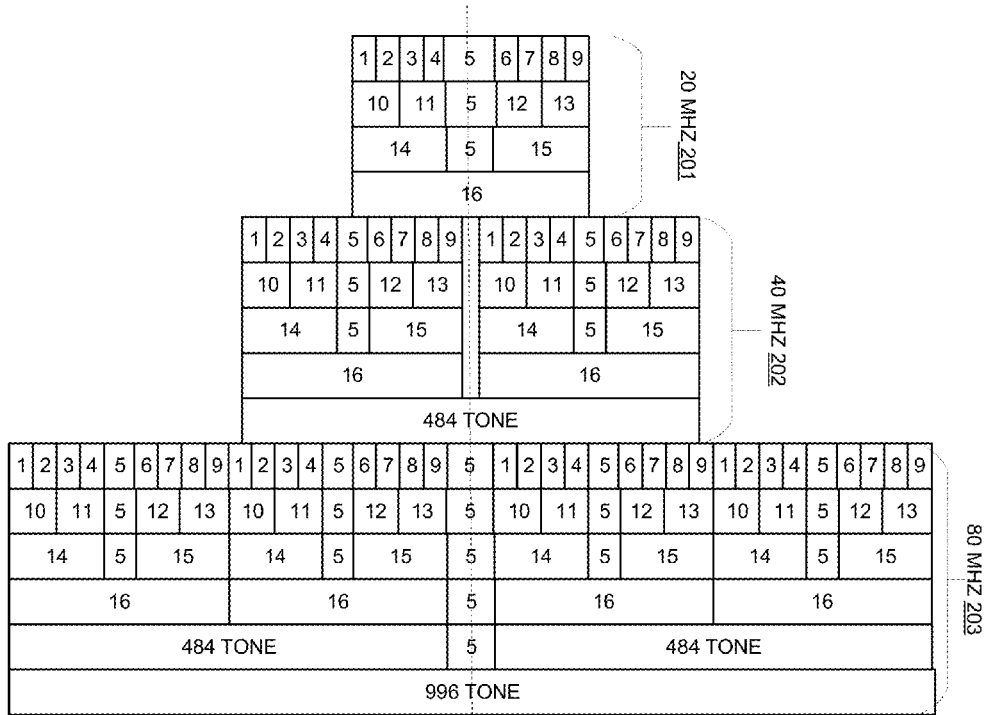 1 2 3 4 5 6 7 8 9
10 11 5 12 13
14 5 15
16
20 MHZ 201
1 2 3 4 5 6 7 8 9 1 2 3 4 5 6 7 8 9
10 11 5 12 13 10 11 5 12 13
14 5 15 14 5 15
16 16
484 TONE
40 MHZ 202
1 2 3 4 5 6 7 8 9 1 2 3 4 5 6 7 8 9 5 1 2 3 4 5 6 7 8 9 1 2 3 4 5 6 7 8 9
10 11 5 12 13 10 11 5 12 13 5 10 11 5 12 13 10 11 5 12 13
14 5 15 14 5 15 5 14 5 15 14 5 15
16 16 5 16 16
484 TONE 5 484 TONE
996 TONE
80 MHZ 203